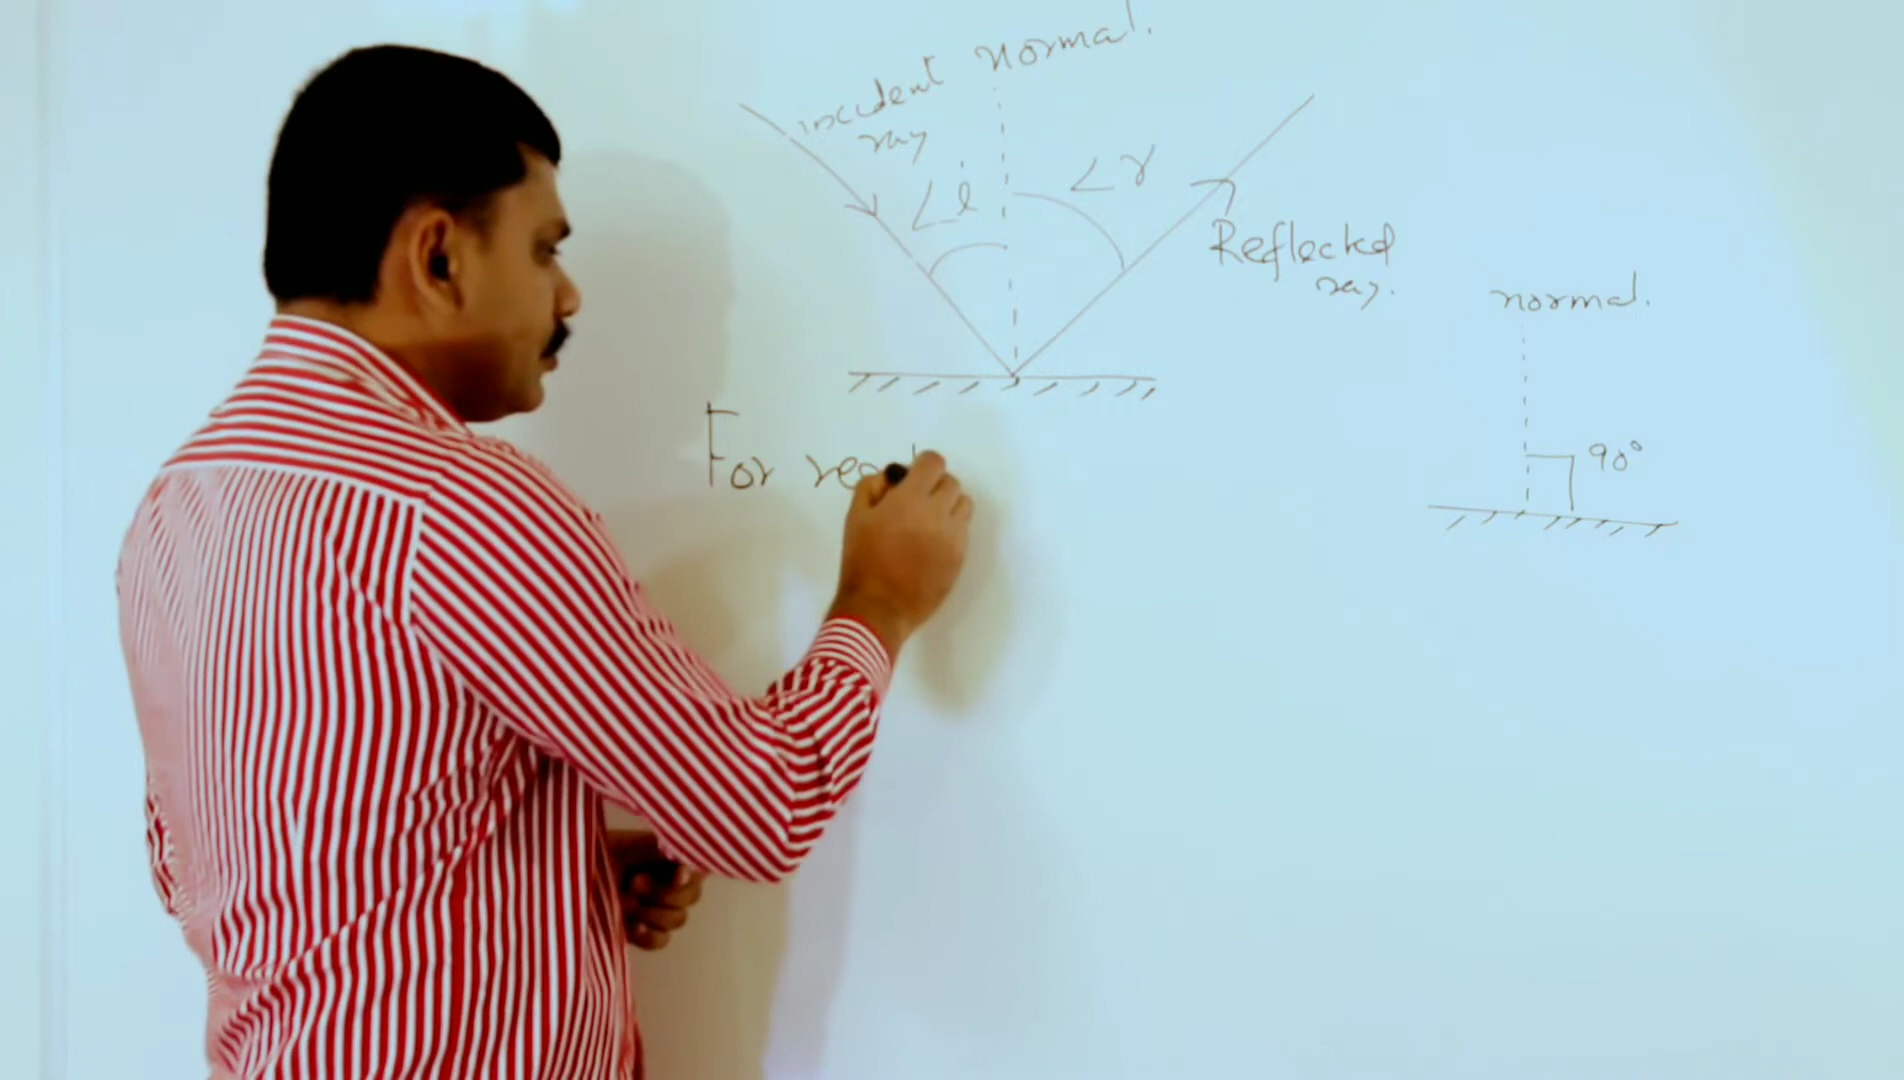 normal.
incident
ray
∠i
∠r
Reflected
ray.
normal.
90°
For